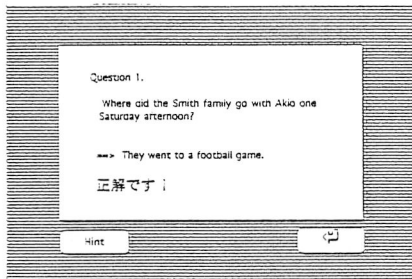 Question 1.
Where did the Smith family go with Akio one
Saturday afternoon?
==> They went to a football game.
正解です！
Hint